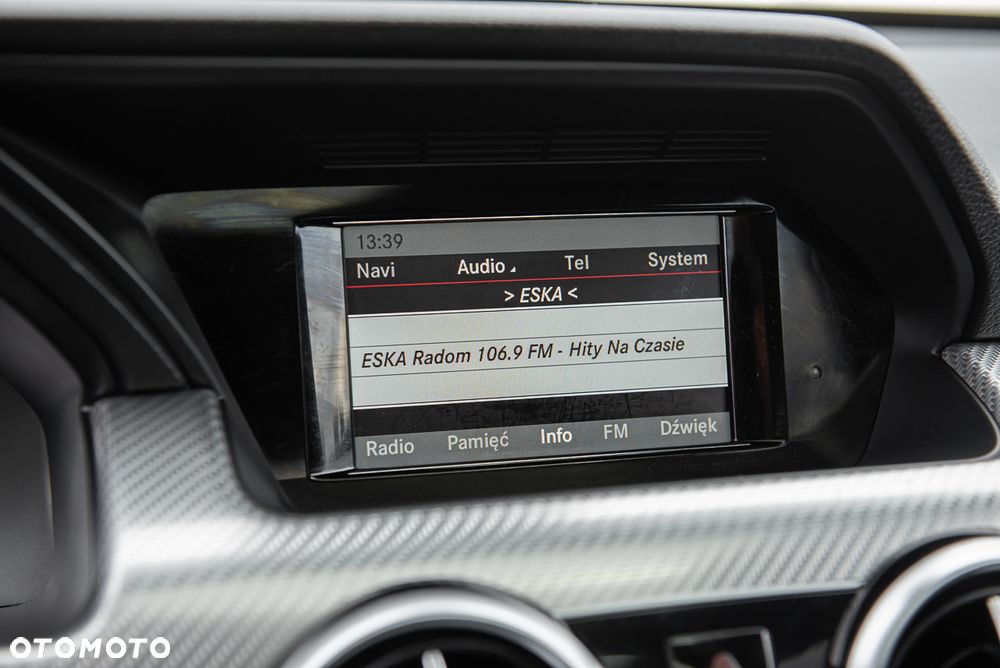 13:39
Navi Audio Tel System
> ESKA <
ESKA Radom 106.9 FM - Hity Na Czasie
Radio Pamięć Info FM Dźwięk
OTOMOTO